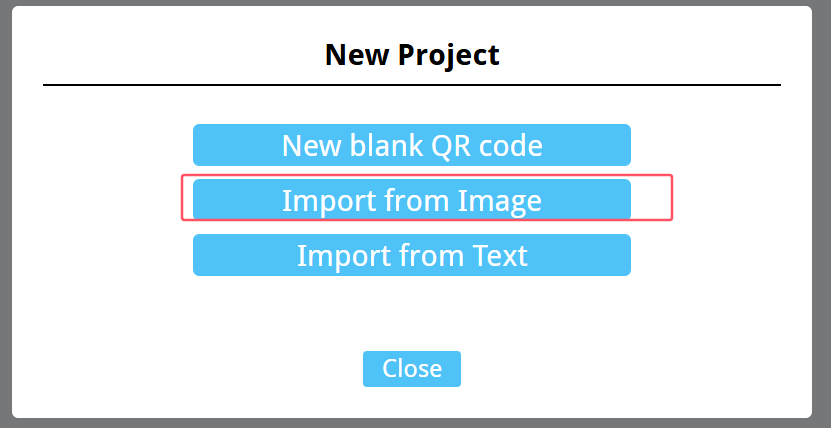 New Project
New blank QR code
Import from Image
Import from Text
Close